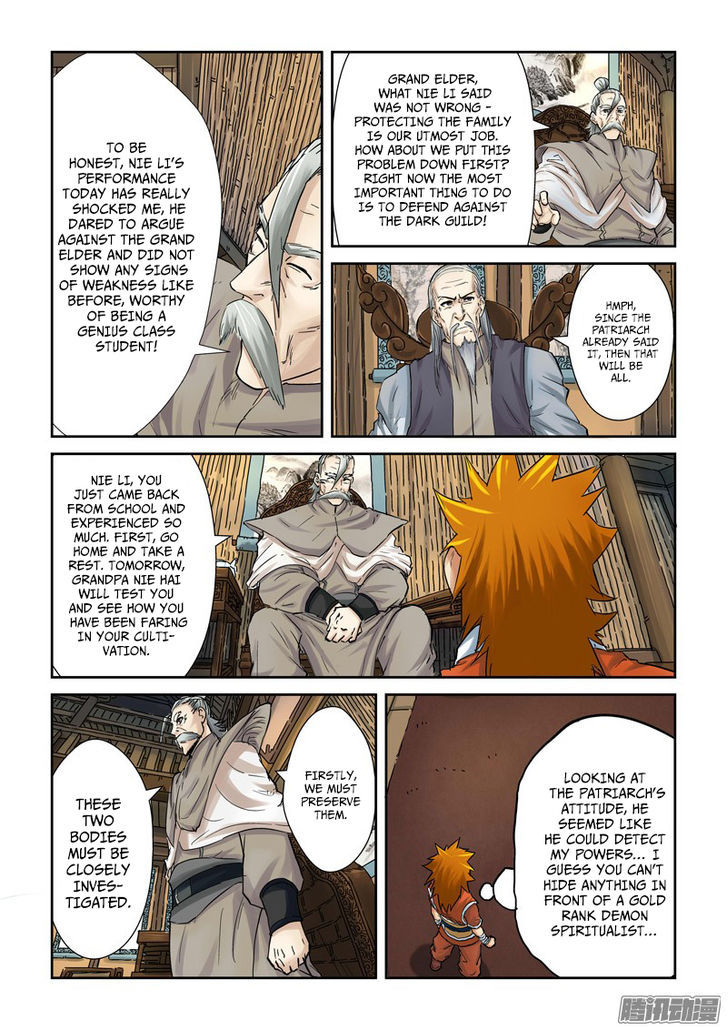 TO BE
HONEST, NIE LI'S
PERFORMANCE
TODAY HAS REALLY
SHOCKED ME, HE
DARED TO ARGUE
AGAINST THE GRAND
ELDER AND DID NOT
SHOW ANY SIGNS
OF WEAKNESS LIKE
BEFORE, WORTHY
OF BEING A
GENIUS CLASS
STUDENT!
GRAND ELDER,
WHAT NIE LI SAID
WAS NOT WRONG -
PROTECTING THE FAMILY
IS OUR UTMOST JOB.
HOW ABOUT WE PUT THIS
PROBLEM DOWN FIRST?
RIGHT NOW THE MOST
IMPORTANT THING TO DO
IS TO DEFEND AGAINST
THE DARK GUILD!
HMPH,
SINCE THE
PATRIARCH
ALREADY SAID
IT, THEN THAT
WILL BE
ALL.
NIE LI, YOU
JUST CAME BACK
FROM SCHOOL AND
EXPERIENCED SO
MUCH. FIRST, GO
HOME AND TAKE A
REST. TOMORROW,
GRANDPA NIE HAI
WILL TEST YOU
AND SEE HOW YOU
HAVE BEEN FARING
IN YOUR CULTI-
VATION.
FIRSTLY,
WE MUST
PRESERVE
THEM.
THESE
TWO
BODIES
MUST BE
CLOSELY
INVES-
TIGATED.
LOOKING AT
THE PATRIARCH'S
ATTITUDE, HE
SEEMED LIKE
HE COULD DETECT
MY POWERS... I
GUESS YOU CAN'T
HIDE ANYTHING IN
FRONT OF A GOLD
RANK DEMON
SPIRITUALIST...
腾讯动漫